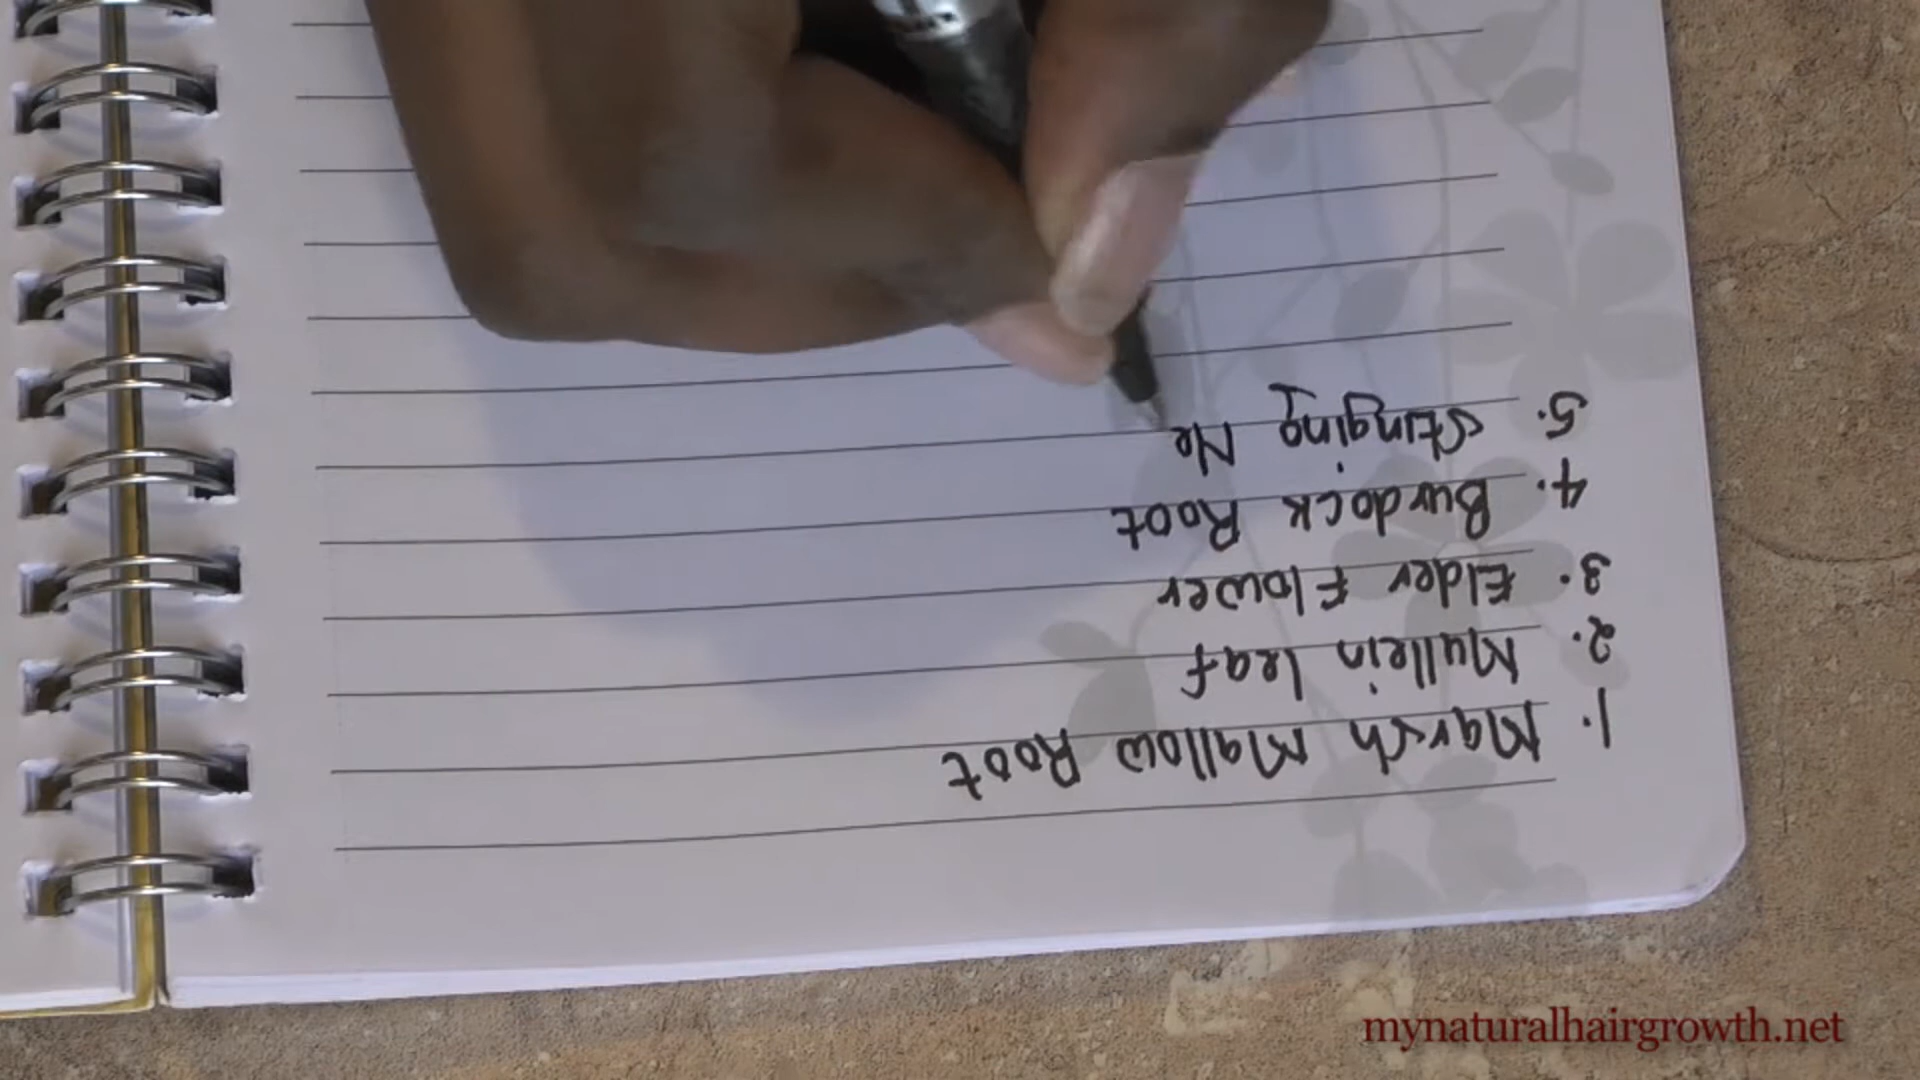 1. Marsh Mallow Root
2. Mullein leaf
3. Elder Flower
4. Burdock Root
5. Stinging Ne
mynaturalhairgrowth.net